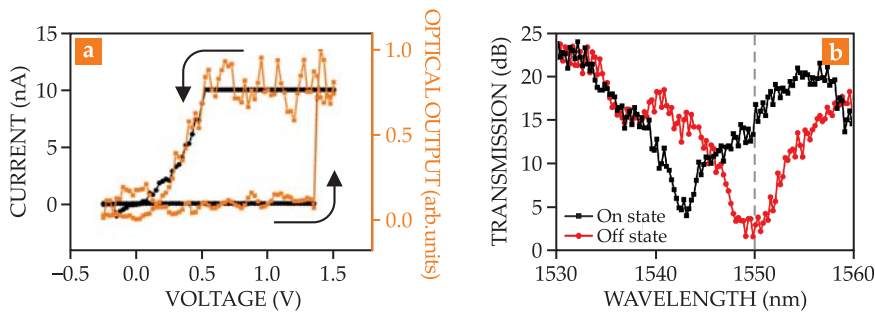 a
CURRENT (nA)
15
10
5
0
−0.5
0.0
0.5
1.0
1.5
VOLTAGE (V)
1.0
0.5
0.0
OPTICAL OUTPUT (arb.units)
b
TRANSMISSION (dB)
25
20
15
10
5
0
On state
Off state
1530
1540
1550
1560
WAVELENGTH (nm)